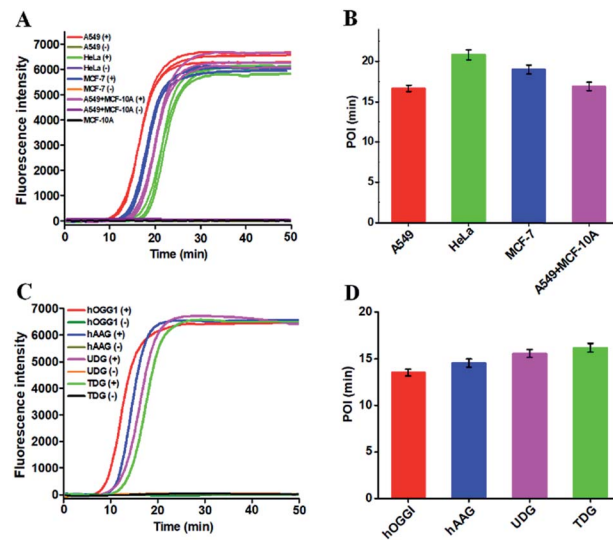 A
Fluorescence intensity
7000
6000
5000
4000
3000
2000
1000
0
A549 (+)
A549 (-)
HeLa (+)
HeLa (-)
MCF-7 (+)
MCF-7 (-)
A549+MCF-10A (+)
A549+MCF-10A (-)
MCF-10A
0 10 20 30 40 50
Time (min)
B
POI (min)
20
15
10
5
0
A549
HeLa
MCF-7
A549+MCF-10A
C
Fluorescence intensity
7000
6000
5000
4000
3000
2000
1000
0
hOGG1 (+)
hOGG1 (-)
hAAG (+)
hAAG (-)
UDG (+)
UDG (-)
TDG (+)
TDG (-)
0 10 20 30 40 50
Time (min)
D
POI (min)
20
15
10
5
0
hOGGI
hAAG
UDG
TDG